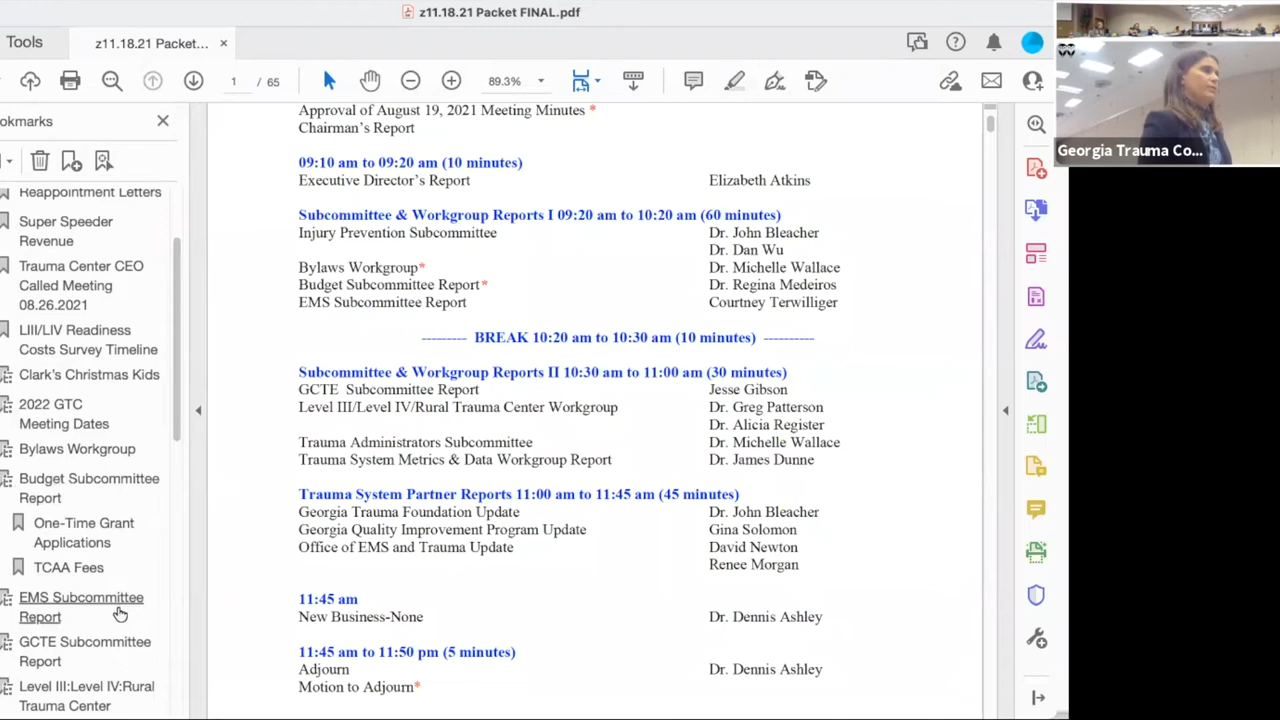 z11.18.21 Packet FINAL.pdf
Tools
z11.18.21 Packet... ×
1 / 65
89.3%
okmarks
Reappointment Letters
Super Speeder
Revenue
Trauma Center CEO
Called Meeting
08.26.2021
LIII/LIV Readiness
Costs Survey Timeline
Clark's Christmas Kids
2022 GTC
Meeting Dates
Bylaws Workgroup
Budget Subcommittee
Report
One-Time Grant
Applications
TCAA Fees
EMS Subcommittee
Report
GCTE Subcommittee
Report
Level III:Level IV:Rural
Trauma Center
Approval of August 19, 2021 Meeting Minutes *
Chairman's Report
09:10 am to 09:20 am (10 minutes)
Executive Director's Report Elizabeth Atkins
Subcommittee & Workgroup Reports I 09:20 am to 10:20 am (60 minutes)
Injury Prevention Subcommittee Dr. John Bleacher
Dr. Dan Wu
Bylaws Workgroup* Dr. Michelle Wallace
Budget Subcommittee Report* Dr. Regina Medeiros
EMS Subcommittee Report Courtney Terwilliger
--------- BREAK 10:20 am to 10:30 am (10 minutes) ----------
Subcommittee & Workgroup Reports II 10:30 am to 11:00 am (30 minutes)
GCTE Subcommittee Report Jesse Gibson
Level III/Level IV/Rural Trauma Center Workgroup Dr. Greg Patterson
Dr. Alicia Register
Trauma Administrators Subcommittee Dr. Michelle Wallace
Trauma System Metrics & Data Workgroup Report Dr. James Dunne
Trauma System Partner Reports 11:00 am to 11:45 am (45 minutes)
Georgia Trauma Foundation Update Dr. John Bleacher
Georgia Quality Improvement Program Update Gina Solomon
Office of EMS and Trauma Update David Newton
Renee Morgan
11:45 am
New Business-None Dr. Dennis Ashley
11:45 am to 11:50 pm (5 minutes)
Adjourn Dr. Dennis Ashley
Motion to Adjourn*
Georgia Trauma Co...